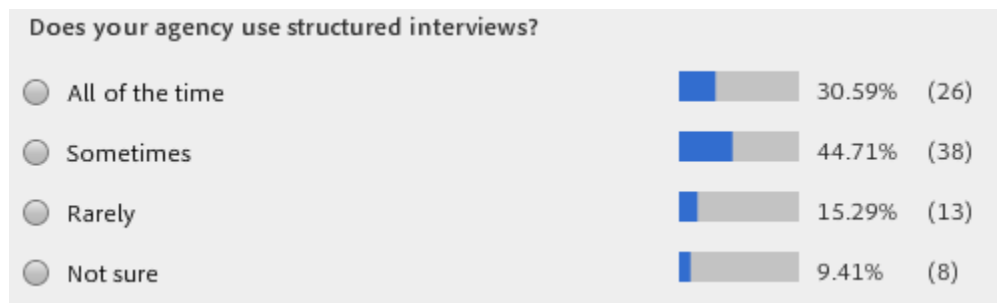 Does your agency use structured interviews?
All of the time 30.59% (26)
Sometimes 44.71% (38)
Rarely 15.29% (13)
Not sure 9.41% (8)